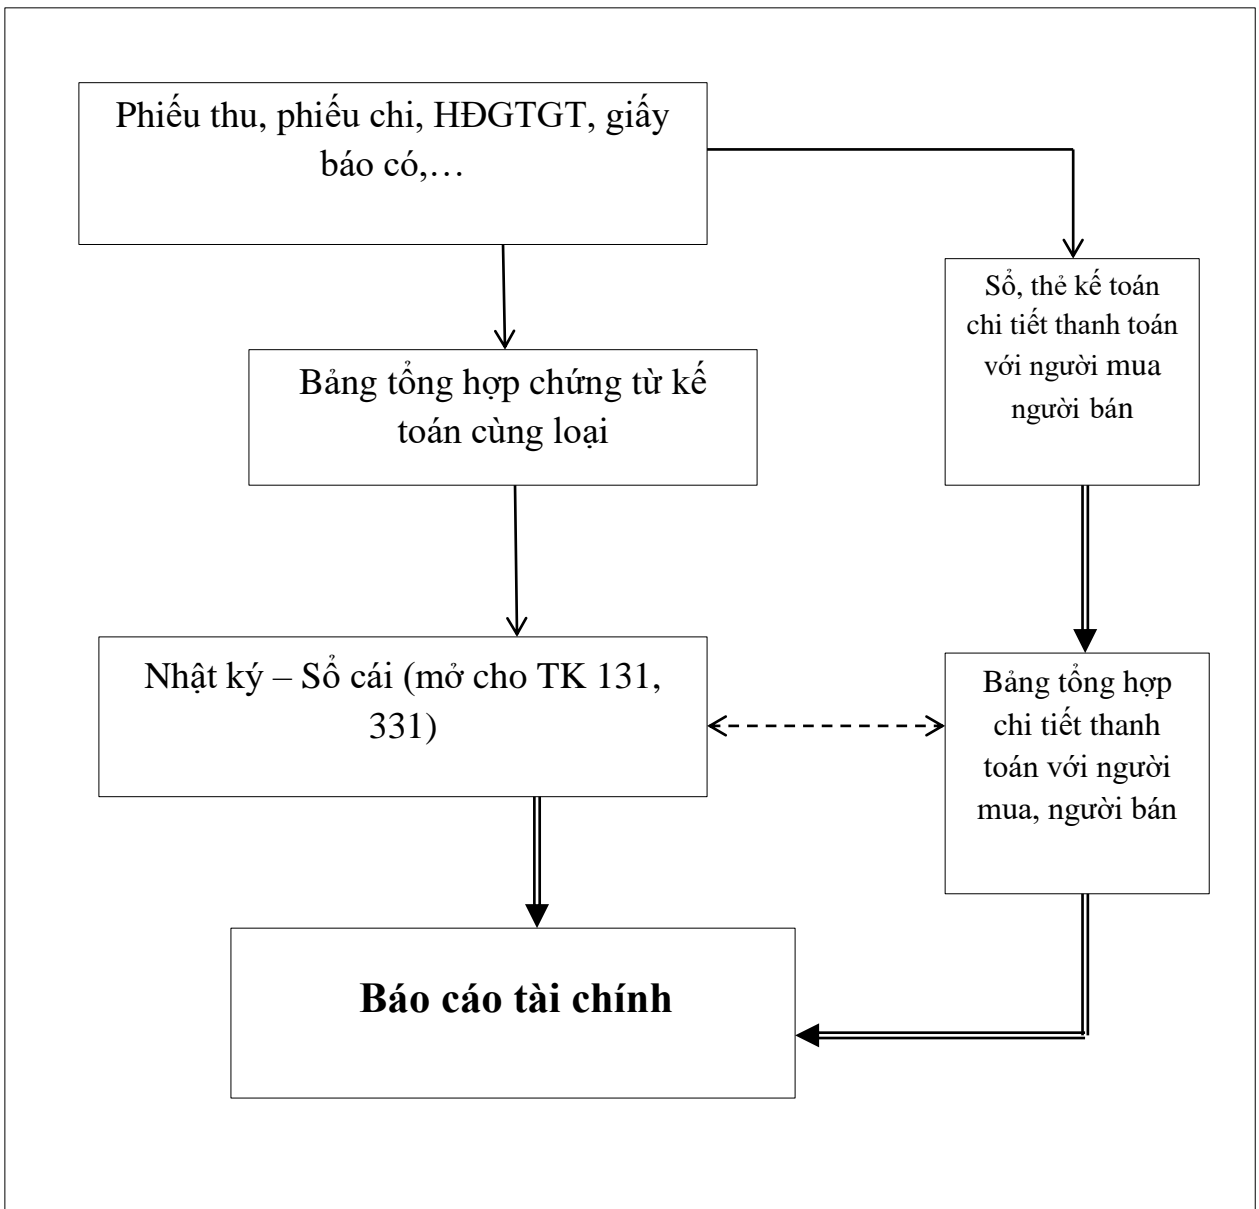 Phiếu thu, phiếu chi, HĐGTGT, giấy
báo có,…
Sổ, thẻ kế toán
chi tiết thanh toán
với người mua
người bán
Bảng tổng hợp chứng từ kế
toán cùng loại
Nhật ký – Sổ cái (mở cho TK 131,
331)
Bảng tổng hợp
chi tiết thanh
toán với người
mua, người bán
Báo cáo tài chính